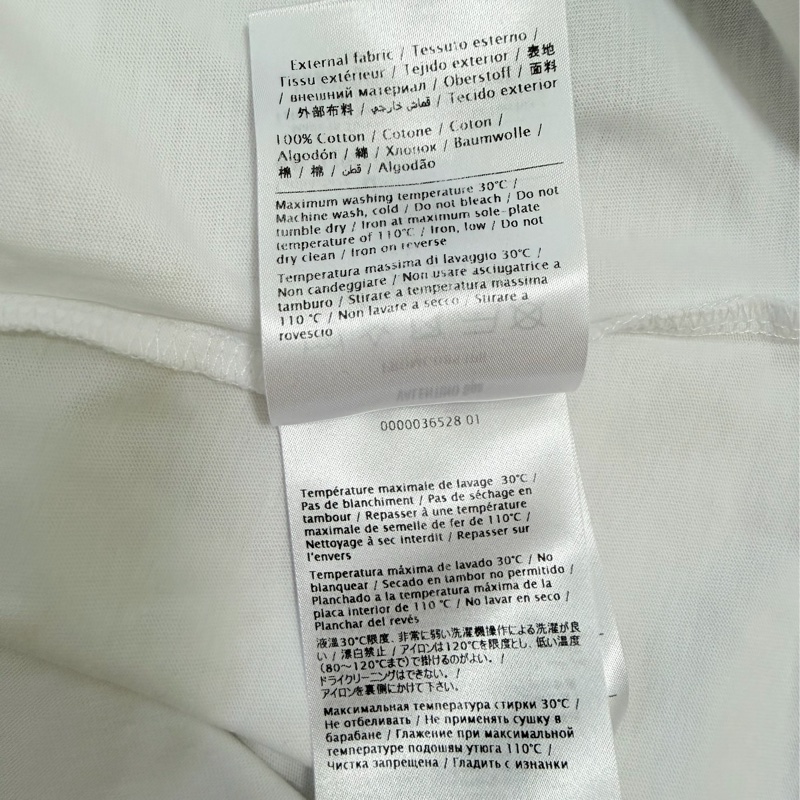 External fabric / Tessuto esterno /
Tissu extérieur / Tejido exterior / 表地
/ внешний материал / Oberstoff / 面料
/ 外部布料 / قماش خارجي / Tecido exterior
100% Cotton / Cotone / Coton /
Algodón / 綿 / Хлопок / Baumwolle /
棉 / 棉 / قطن / Algodão
Maximum washing temperature 30°C /
Machine wash, cold / Do not bleach / Do not
tumble dry / Iron at maximum sole-plate
temperature of 110°C / Iron, low / Do not
dry clean / Iron on reverse
Temperatura massima di lavaggio 30°C /
Non candeggiare / Non usare asciugatrice a
tamburo / Stirare a temperatura massima
110 °C / Non lavare a secco / Stirare a
rovescio
VALENTINO SpA
0000036528 01
Température maximale de lavage 30°C /
Pas de blanchiment / Pas de séchage en
tambour / Repasser à une température
maximale de semelle de fer de 110°C /
Nettoyage à sec interdit / Repasser sur
l'envers
Temperatura máxima de lavado 30°C / No
blanquear / Secado en tambor no permitido /
Planchado a la temperatura máxima de la
placa interior de 110 °C / No lavar en seco /
Planchar del revés
液温30℃限度、非常に弱い洗濯機操作による洗濯が良
い / 漂白禁止 / アイロンは120℃を限度とし、低い温度
(80～120℃まで)で掛けるのがよい。 /
ドライクリーニングはできない。 /
アイロンを裏側にかけて下さい。
Максимальная температура стирки 30°C /
Не отбеливать / Не применять сушку в
барабане / Глажение при максимальной
температуре подошвы утюга 110°C /
Чистка запрещена / Гладить с изнанки